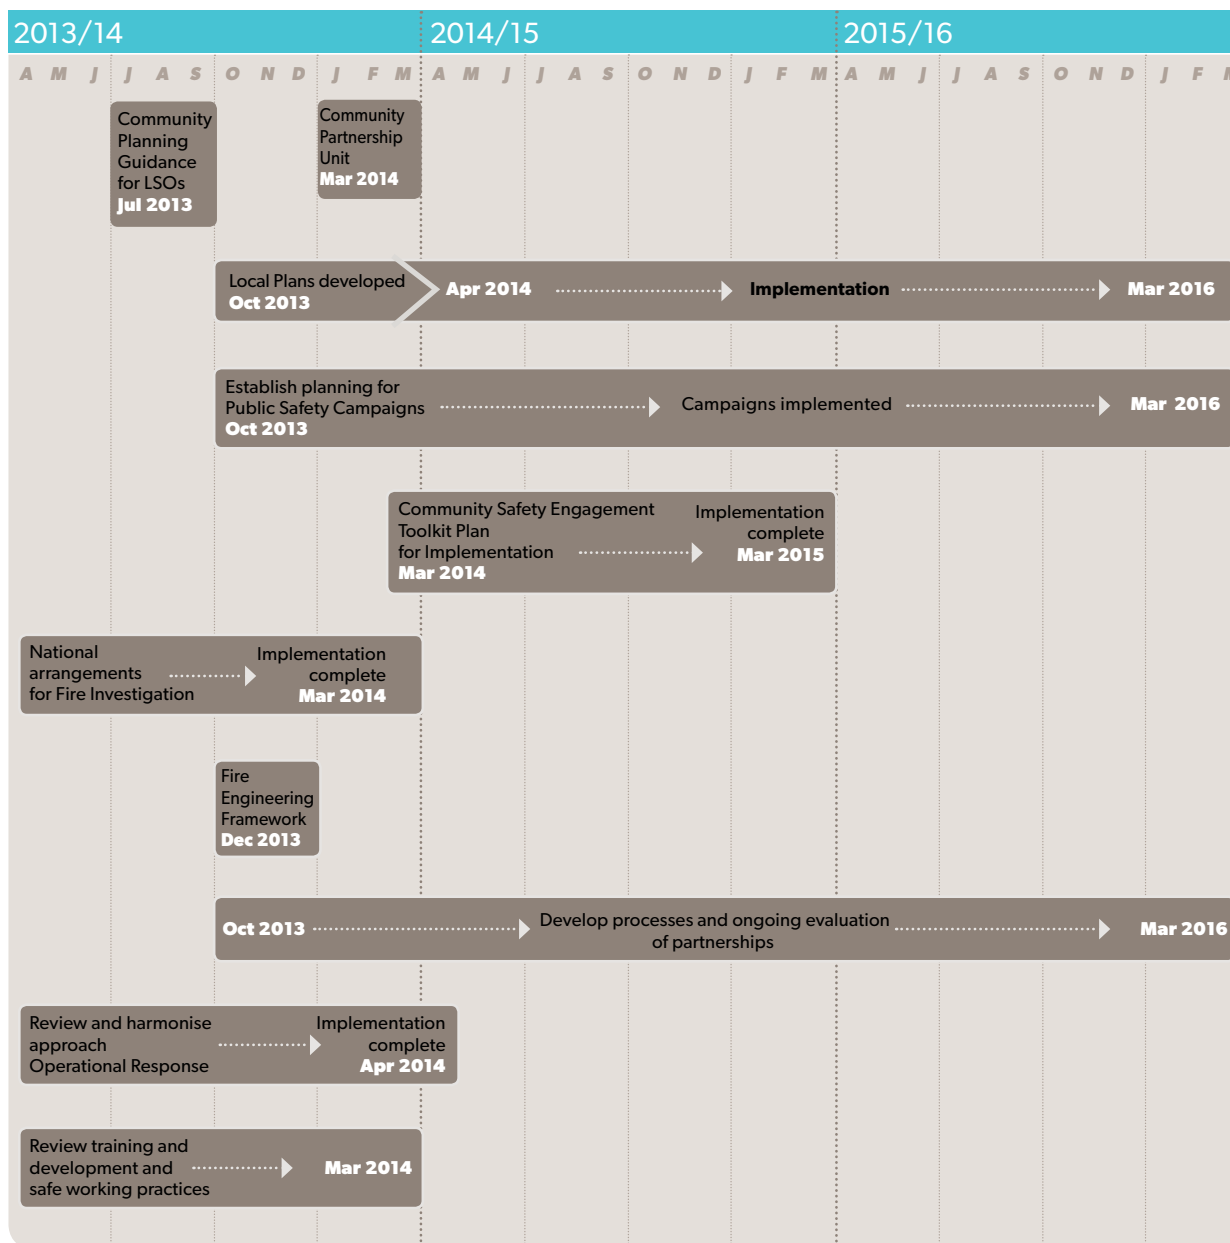 2013/14 2014/15 2015/16
A M J J A S O N D J F M A M J J A S O N D J F M A M J J A S O N D J F
Community
Planning
Guidance
for LSOs
Jul 2013
Community
Partnership
Unit
Mar 2014
Local Plans developed
Oct 2013
Apr 2014
Implementation
Mar 2016
Establish planning for
Public Safety Campaigns
Oct 2013
Campaigns implemented
Mar 2016
Community Safety Engagement
Toolkit Plan
for Implementation
Mar 2014
Implementation
complete
Mar 2015
National
arrangements
for Fire Investigation
Implementation
complete
Mar 2014
Fire
Engineering
Framework
Dec 2013
Oct 2013
Develop processes and ongoing evaluation
of partnerships
Mar 2016
Review and harmonise
approach
Operational Response
Implementation
complete
Apr 2014
Review training and
development and
safe working practices
Mar 2014